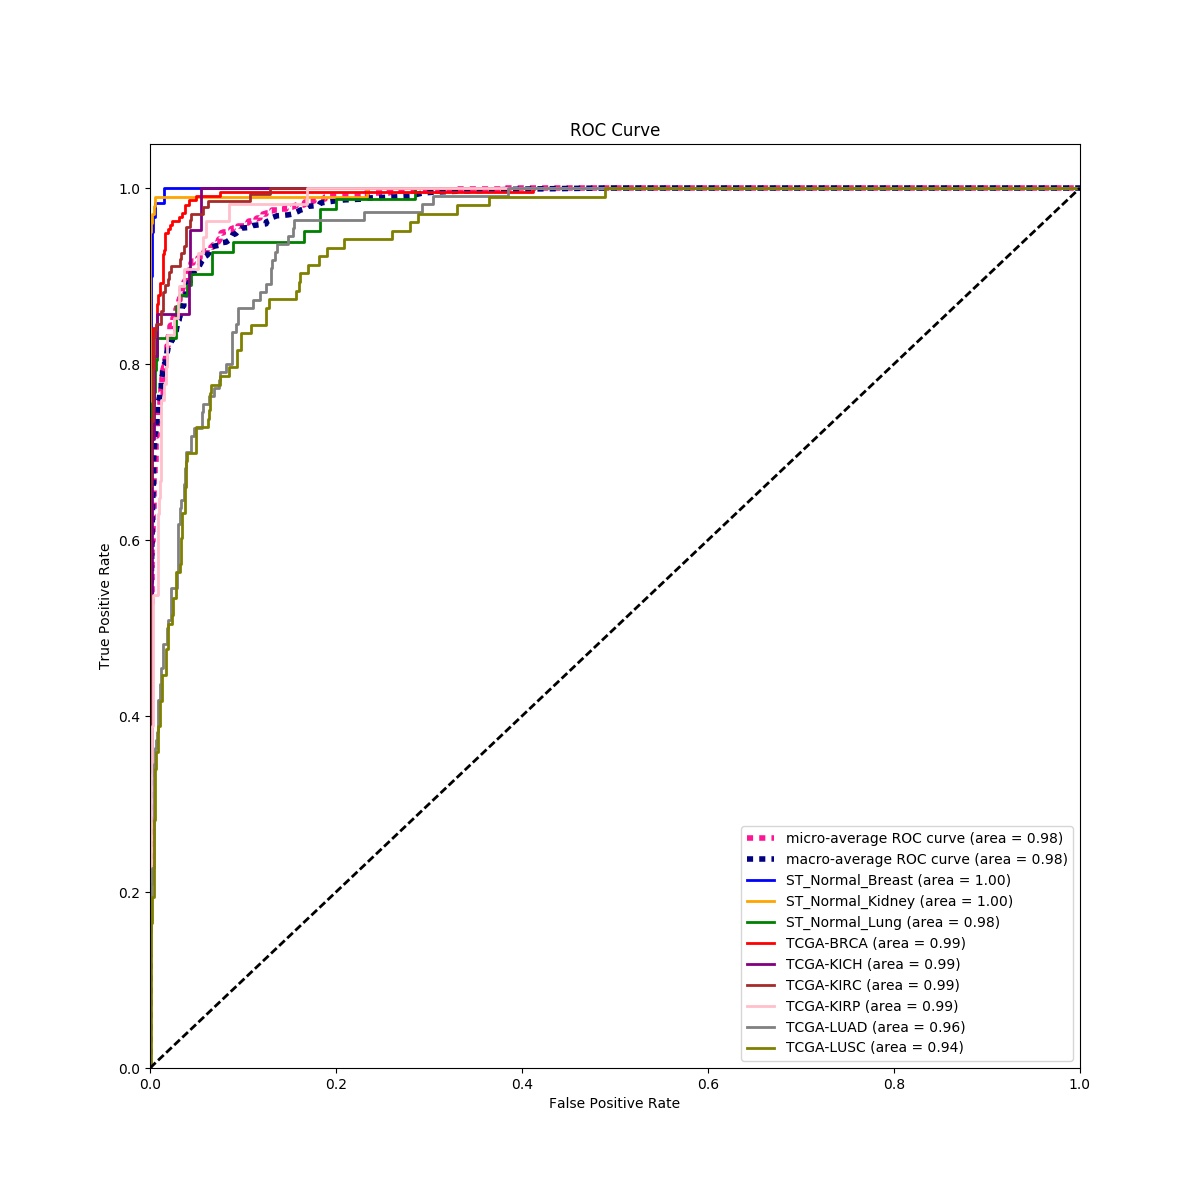 ROC Curve
1.0
0.8
0.6
0.4
0.2
0.0
True Positive Rate
0.0 0.2 0.4 0.6 0.8 1.0
False Positive Rate
micro-average ROC curve (area = 0.98)
macro-average ROC curve (area = 0.98)
ST_Normal_Breast (area = 1.00)
ST_Normal_Kidney (area = 1.00)
ST_Normal_Lung (area = 0.98)
TCGA-BRCA (area = 0.99)
TCGA-KICH (area = 0.99)
TCGA-KIRC (area = 0.99)
TCGA-KIRP (area = 0.99)
TCGA-LUAD (area = 0.96)
TCGA-LUSC (area = 0.94)